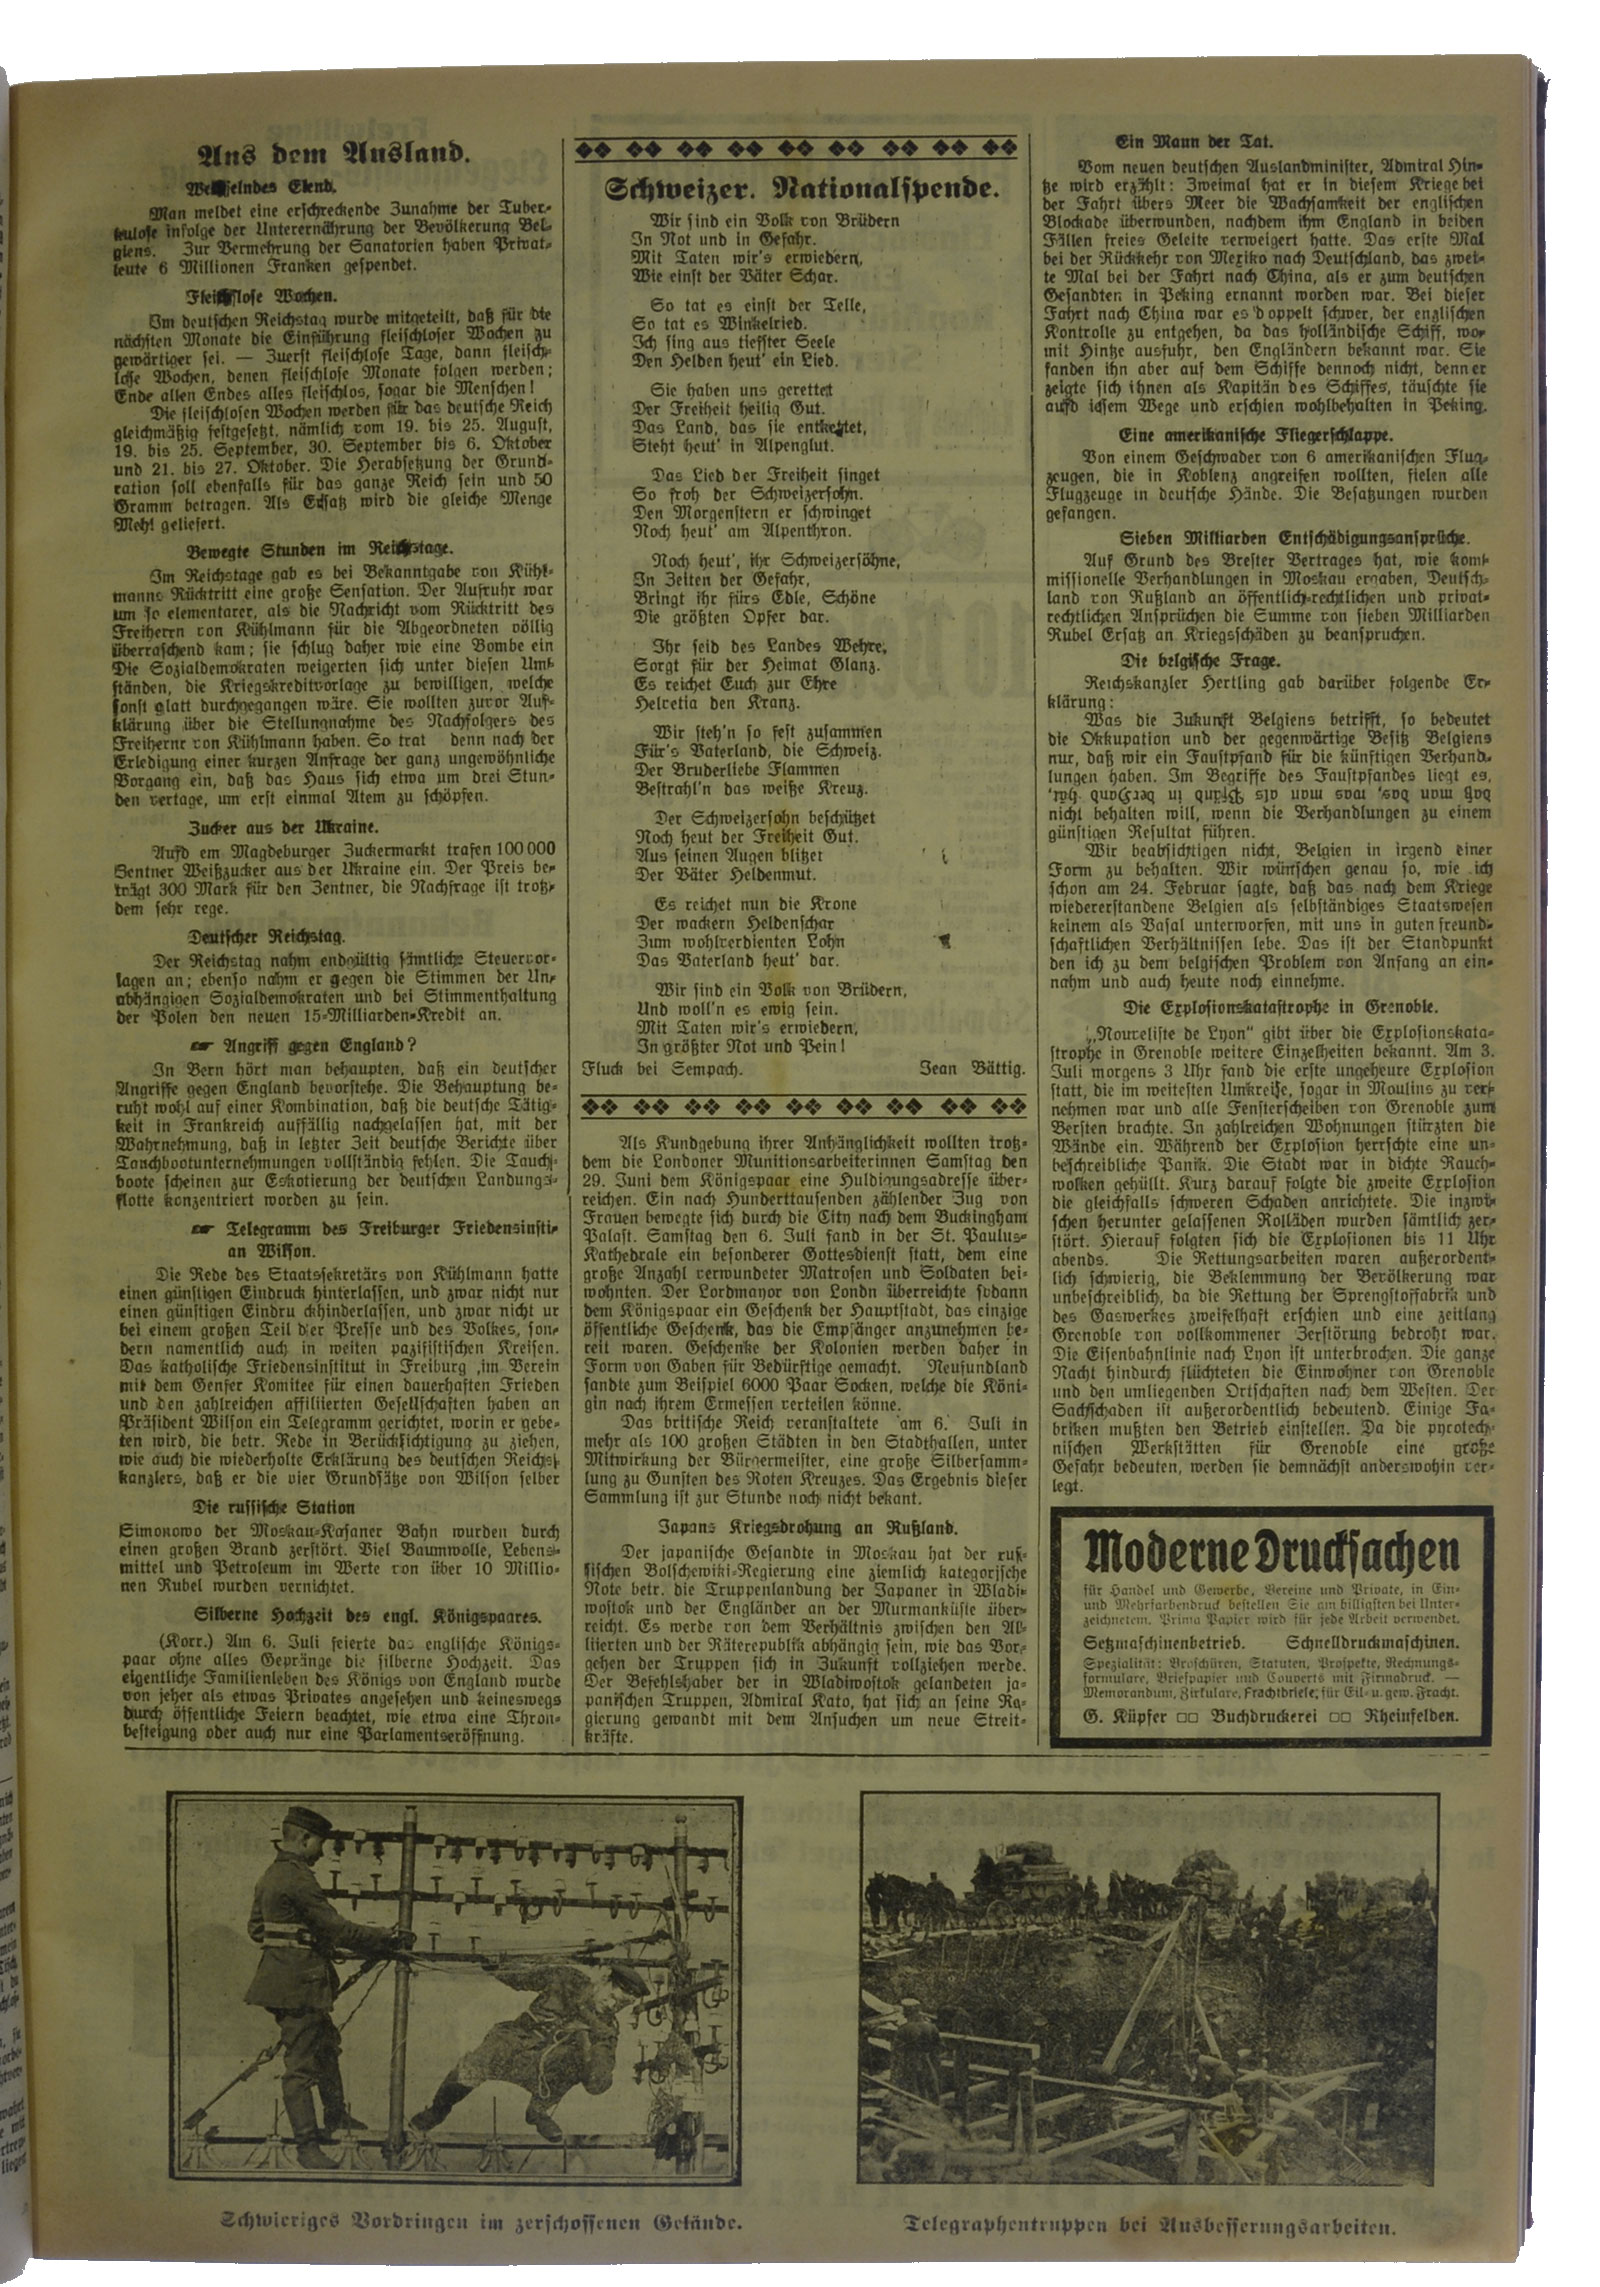 Aus dem Ausland.
Elend.
Man meldet eine erschreckende Zunahme der Tuber-
kulose infolge der Unterernährung der Bevölkerung Bel-
giens. Zur Vermehrung der Sanatorien haben Privat-
leute 6 Millionen Franken gespendet.
Fleischlose Wochen.
Im deutschen Reichstag wurde mitgeteilt, daß für die
nächsten Monate die Einführung fleischloser Wochen zu
gewärtiger sei. — Zuerst fleischlose Tage, dann fleisch-
lose Wochen, denen fleischlose Monate folgen werden;
Ende allen Endes alles fleischlos, sogar die Menschen!
Die fleischlosen Wochen werden für das deutsche Reich
gleichmäßig festgesetzt, nämlich vom 19. bis 25. August,
19. bis 25. September, 30. September bis 6. Oktober
und 21. bis 27. Oktober. Die Herabsetzung der Grund-
ration soll ebenfalls für das ganze Reich sein und 50
Gramm betragen. Als Ersatz wird die gleiche Menge
Mehl geliefert.
Bewegte Stunden im Reichstage.
Im Reichstage gab es bei Bekanntgabe von Kühl-
manns Rücktritt eine große Sensation. Der Aufruhr war
um so elementarer, als die Nachricht vom Rücktritt des
Freiherrn von Kühlmann für die Abgeordneten völlig
überraschend kam; sie schlug daher wie eine Bombe ein
Die Sozialdemokraten weigerten sich unter diesen Um-
ständen, die Kriegskreditvorlage zu bewilligen, welche
sonst glatt durchgegangen wäre. Sie wollten zuvor Auf-
klärung über die Stellungnahme des Nachfolgers des
Freihernr von Kühlmann haben. So trat denn nach der
Erledigung einer kurzen Anfrage der ganz ungewöhnliche
Vorgang ein, daß das Haus sich etwa um drei Stun-
den vertage, um erst einmal Atem zu schöpfen.
Zucker aus der Ukraine.
Aufd em Magdeburger Zuckermarkt trafen 100 000
Sentner Weißzucker aus der Ukraine ein. Der Preis be-
trägt 300 Mark für den Zentner, die Nachfrage ist trotz-
dem sehr rege.
Deutscher Reichstag.
Der Reichstag nahm endgültig sämtliche Steuervor-
lagen an; ebenso nahm er gegen die Stimmen der Un-
abhängigen Sozialdemokraten und bei Stimmenthaltung
der Polen den neuen 15-Milliarden-Kredit an.
☛ Angriff gegen England?
In Bern hört man behaupten, daß ein deutscher
Angriffe gegen England bevorstehe. Die Behauptung be-
ruht wohl auf einer Kombination, daß die deutsche Tätig-
keit in Frankreich auffällig nachgelassen hat, mit der
Wahrnehmung, daß in letzter Zeit deutsche Berichte über
Tauchbootunternehmungen vollständig fehlen. Die Tauch-
boote scheinen zur Eskotierung der deutschen Landungs-
flotte konzentriert worden zu sein.
☛ Telegramm des Freiburger Friedensinsti-
an Wilson.
Die Rede des Staatssekretärs von Kühlmann hatte
einen günstigen Eindruck hinterlassen, und zwar nicht nur
einen günstigen Eindru ckhinderlassen, und zwar nicht ur
bei einem großen Teil der Presse und des Volkes, son-
dern namentlich auch in weiten pazifistischen Kreisen.
Das katholische Friedensinstitut in Freiburg im Verein
mit dem Genfer Komitee für einen dauerhaften Frieden
und den zahlreichen affiliierten Gesellschaften haben an
Präsident Wilson ein Telegramm gerichtet, worin er gebe-
ten wird, die betr. Rede in Berücksichtigung zu ziehen,
wie auch die wiederholte Erklärung des deutschen Reichs-
kanzlers, daß er die vier Grundsätze von Wilson selber
Die russische Station
Simonowo der Moskau-Kasaner Bahn wurden durch
einen großen Brand zerstört. Viel Baumwolle, Lebens-
mittel und Petroleum im Werte von über 10 Millio-
nen Rubel wurden vernichtet.
Silberne Hochzeit des engl. Königspaares.
(Korr.) Am 6. Juli feierte das englische Königs-
paar ohne alles Gepränge die silberne Hochzeit. Das
eigentliche Familienleben des Königs von England wurde
von jeher als etwas Privates angesehen und keineswegs
durch öffentliche Feiern beachtet, wie etwa eine Thron-
besteigung oder auch nur eine Parlamentseröffnung.
Schweizer. Nationalspende.
Wir sind ein Volk von Brüdern
In Not und in Gefahr.
Mit Taten wir's erwiedern,
Wie einst der Väter Schar.
So tat es einst der Telle,
So tat es Winkelried.
Ich sing aus tiefster Seele
Den Helden heut' ein Lied.
Sie haben uns gerettet
Der Freiheit heilig Gut.
Das Land, das sie entkettet,
Steht heut' in Alpenglut.
Das Lied der Freiheit singet
So froh der Schweizersohn.
Den Morgenstern er schwinget
Noch heut' am Alpenthron.
Noch heut', ihr Schweizersöhne,
In Zeiten der Gefahr,
Bringt ihr fürs Edle, Schöne
Die größten Opfer dar.
Ihr seid des Landes Wehre,
Sorgt für der Heimat Glanz.
Es reichet Euch zur Ehre
Helvetia den Kranz.
Wir steh'n so fest zusammen
Für's Vaterland, die Schweiz.
Der Bruderliebe Flammen
Bestrahl'n das weiße Kreuz.
Der Schweizersohn beschützet
Noch heut der Freiheit Gut.
Aus seinen Augen blitzet
Der Väter Heldenmut.
Es reichet nun die Krone
Der wackern Heldenschar
Zum wohlverdienten Lohn
Das Vaterland heut' dar.
Wir sind ein Volk von Brüdern,
Und woll'n es ewig sein.
Mit Taten wir's erwiedern,
In größter Not und Pein!
Fluck bei Sempach. Jean Bättig.
Als Kundgebung ihrer Anhänglichkeit wollten trotz-
dem die Londoner Munitionsarbeiterinnen Samstag den
29. Juni dem Königspaar eine Huldigungsadresse über-
reichen. Ein nach Hunderttausenden zählender Zug von
Frauen bewegte sich durch die City nach dem Buckingham
Palast. Samstag den 6. Juli fand in der St. Paulus-
Kathedrale ein besonderer Gottesdienst statt, dem eine
große Anzahl verwundeter Matrosen und Soldaten bei-
wohnten. Der Lordmayor von Londn überreichte sodann
dem Königspaar ein Geschenk der Hauptstadt, das einzige
öffentliche Geschenk, das die Empfänger anzunehmen be-
reit waren. Geschenke der Kolonien werden daher in
Form von Gaben für Bedürftige gemacht. Neufundland
sandte zum Beispiel 6000 Paar Socken, welche die Köni-
gin nach ihrem Ermessen verteilen könne.
Das britische Reich veranstaltete am 6. Juli in
mehr als 100 großen Städten in den Stadthallen, unter
Mitwirkung der Bürgermeister, eine große Silbersamm-
lung zu Gunsten des Roten Kreuzes. Das Ergebnis dieser
Sammlung ist zur Stunde noch nicht bekant.
Japans Kriegsdrohung an Rußland.
Der japanische Gesandte in Moskau hat der rus-
sischen Bolschewiki-Regierung eine ziemlich kategorische
Note betr. die Truppenlandung der Japaner in Wladi-
wostok und der Engländer an der Murmanküste über-
reicht. Es werde von dem Verhältnis zwischen den Al-
liierten und der Räterepublik abhängig sein, wie das Vor-
gehen der Truppen sich in Zukunft vollziehen werde.
Der Befehlshaber der in Wladiwostok gelandeten ja-
panischen Truppen, Admiral Kato, hat sich an seine Re-
gierung gewandt mit dem Ansuchen um neue Streit-
kräfte.
Ein Mann der Tat.
Vom neuen deutschen Auslandminister, Admiral Hin-
tze wird erzählt: Zweimal hat er in diesem Kriege bei
der Fahrt übers Meer die Wachsamkeit der englischen
Blockade überwunden, nachdem ihm England in beiden
Fällen freies Geleite verweigert hatte. Das erste Mal
bei der Rückkehr von Mexiko nach Deutschland, das zwei-
te Mal bei der Fahrt nach China, als er zum deutschen
Gesandten in Peking ernannt worden war. Bei dieser
Fahrt nach China war es doppelt schwer, der englischen
Kontrolle zu entgehen, da das holländische Schiff, wo-
mit Hintze ausfuhr, den Engländern bekannt war. Sie
fanden ihn aber auf dem Schiffe dennoch nicht, denn er
zeigte sich ihnen als Kapitän des Schiffes, täuschte sie
aufd iesem Wege und erschien wohlbehalten in Peking.
Eine amerikanische Fliegerschlappe.
Von einem Geschwader von 6 amerikanischen Flug-
zeugen, die in Koblenz angreifen wollten, fielen alle
Flugzeuge in deutsche Hände. Die Besatzungen wurden
gefangen.
Sieben Milliarden Entschädigungsansprüche.
Auf Grund des Brester Vertrages hat, wie kom-
missionelle Verhandlungen in Moskau ergaben, Deutsch-
land von Rußland an öffentlich-rechtlichen und privat-
rechtlichen Ansprüchen die Summe von sieben Milliarden
Rubel Ersatz an Kriegsschäden zu beanspruchen.
Die belgische Frage.
Reichskanzler Hertling gab darüber folgende Er-
klärung:
Was die Zukunft Belgiens betrifft, so bedeutet
die Okkupation und der gegenwärtige Besitz Belgiens
nur, daß wir ein Faustpfand für die künftigen Verhand-
lungen haben. Im Begriffe des Faustpfandes liegt es,
daß man das, was man als Pfand in der Hand hat,
nicht behalten will, wenn die Verhandlungen zu einem
günstigen Resultat führen.
Wir beabsichtigen nicht, Belgien in irgend einer
Form zu behalten. Wir wünschen genau so, wie ich
schon am 24. Februar sagte, daß das nach dem Kriege
wiedererstandene Belgien als selbständiges Staatswesen
keinem als Vasal unterworfen, mit uns in guten freund-
schaftlichen Verhältnissen lebe. Das ist der Standpunkt
den ich zu dem belgischen Problem von Anfang an ein-
nahm und auch heute noch einnehme.
Die Explosionskatastrophe in Grenoble.
„Nouveliste de Lyon“ gibt über die Explosionskata-
strophe in Grenoble weitere Einzelheiten bekannt. Am 3.
Juli morgens 3 Uhr fand die erste ungeheure Explosion
statt, die im weitesten Umkreise, sogar in Moulins zu ver-
nehmen war und alle Fensterscheiben von Grenoble zum
Bersten brachte. In zahlreichen Wohnungen stürzten die
Wände ein. Während der Explosion herrschte eine un-
beschreibliche Panik. Die Stadt war in dichte Rauch-
wolken gehüllt. Kurz darauf folgte die zweite Explosion
die gleichfalls schweren Schaden anrichtete. Die inzwi-
schen herunter gelassenen Rolläden wurden sämtlich zer-
stört. Hierauf folgten sich die Explosionen bis 11 Uhr
abends. Die Rettungsarbeiten waren außerordent-
lich schwierig, die Beklemmung der Bevölkerung war
unbeschreiblich, da die Rettung der Sprengstoffabrik und
des Gaswerkes zweifelhaft erschien und eine zeitlang
Grenoble von vollkommener Zerstörung bedroht war.
Die Eisenbahnlinie nach Lyon ist unterbrochen. Die ganze
Nacht hindurch flüchteten die Einwohner von Grenoble
und den umliegenden Ortschaften nach dem Westen. Der
Sachschaden ist außerordentlich bedeutend. Einige Fa-
briken mußten den Betrieb einstellen. Da die pyrotech-
nischen Werkstätten für Grenoble eine große
Gefahr bedeuten, werden sie demnächst anderswohin ver-
legt.
Moderne Drucksachen
für Handel und Gewerbe, Vereine und Private, in Ein-
und Mehrfarbendruck bestellen Sie am billigsten bei Unter-
zeichnetem. Prima Papier wird für jede Arbeit verwendet.
Setzmaschinenbetrieb. Schnelldruckmaschinen.
Spezialität: Broschüren, Statuten, Prospekte, Rechnungs-
formulare, Briefpapier und Couverts mit Firmadruck. —
Memorandum, Zirkulare, Frachtbriefe, für Eil- u. gew. Fracht.
G. Küpfer □□ Buchdruckerei □□ Rheinfelden.
Schwieriges Vordringen im zerschossenen Gelände.
Telegraphentruppen bei Ausbesserungsarbeiten.